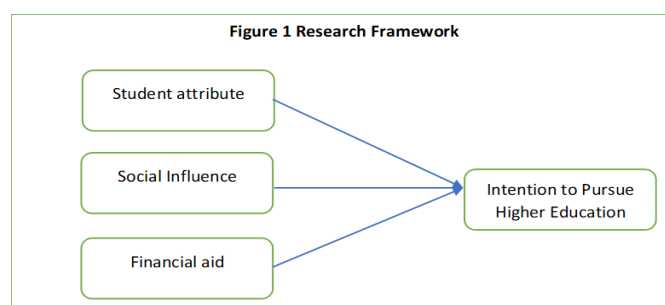 Figure 1 Research Framework
Student attribute
Social Influence
Intention to Pursue
Higher Education
Financial aid